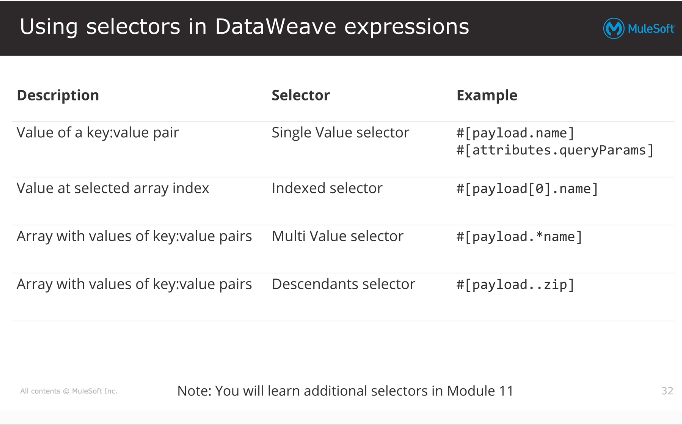 Using selectors in DataWeave expressions
MuleSoft
Description Selector Example
Value of a key:value pair Single Value selector #[payload.name]
#[attributes.queryParams]
Value at selected array index Indexed selector #[payload[0].name]
Array with values of key:value pairs Multi Value selector #[payload.*name]
Array with values of key:value pairs Descendants selector #[payload..zip]
All contents © MuleSoft Inc. Note: You will learn additional selectors in Module 11 32